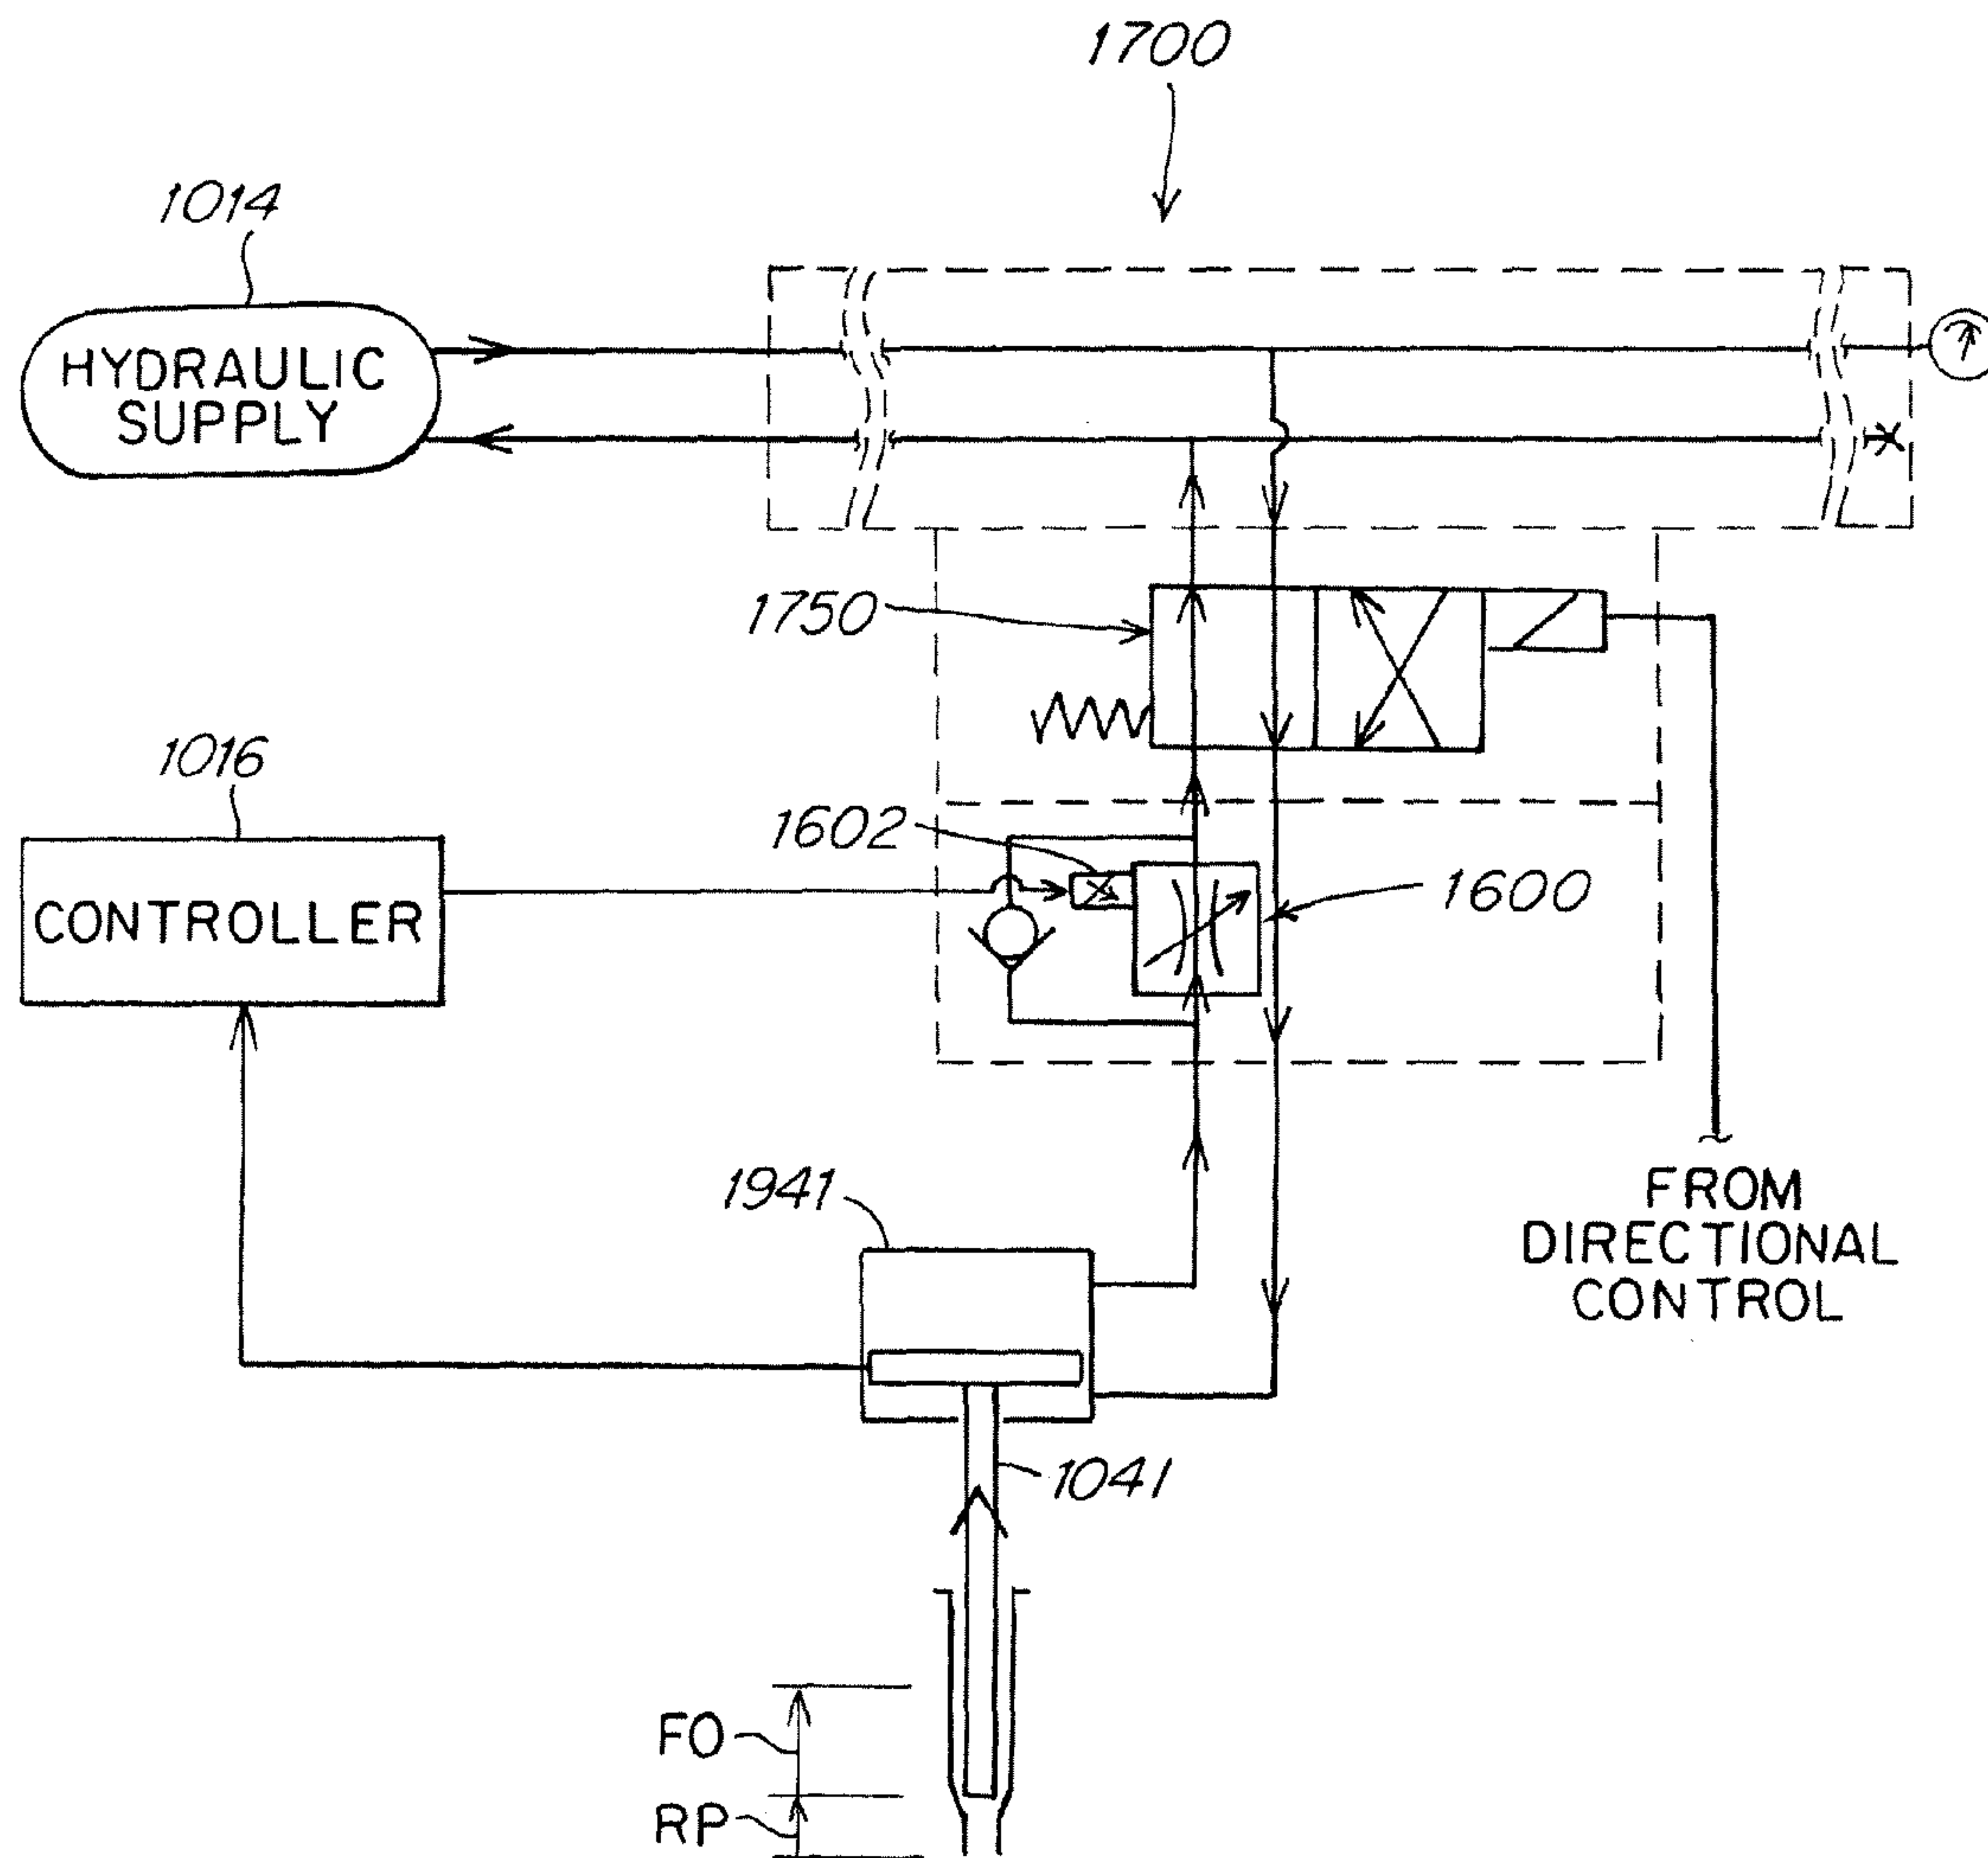 1700
1014
HYDRAULIC
SUPPLY
1750
1016
1602
CONTROLLER
1600
1941
FROM
DIRECTIONAL
CONTROL
1041
FO
RP